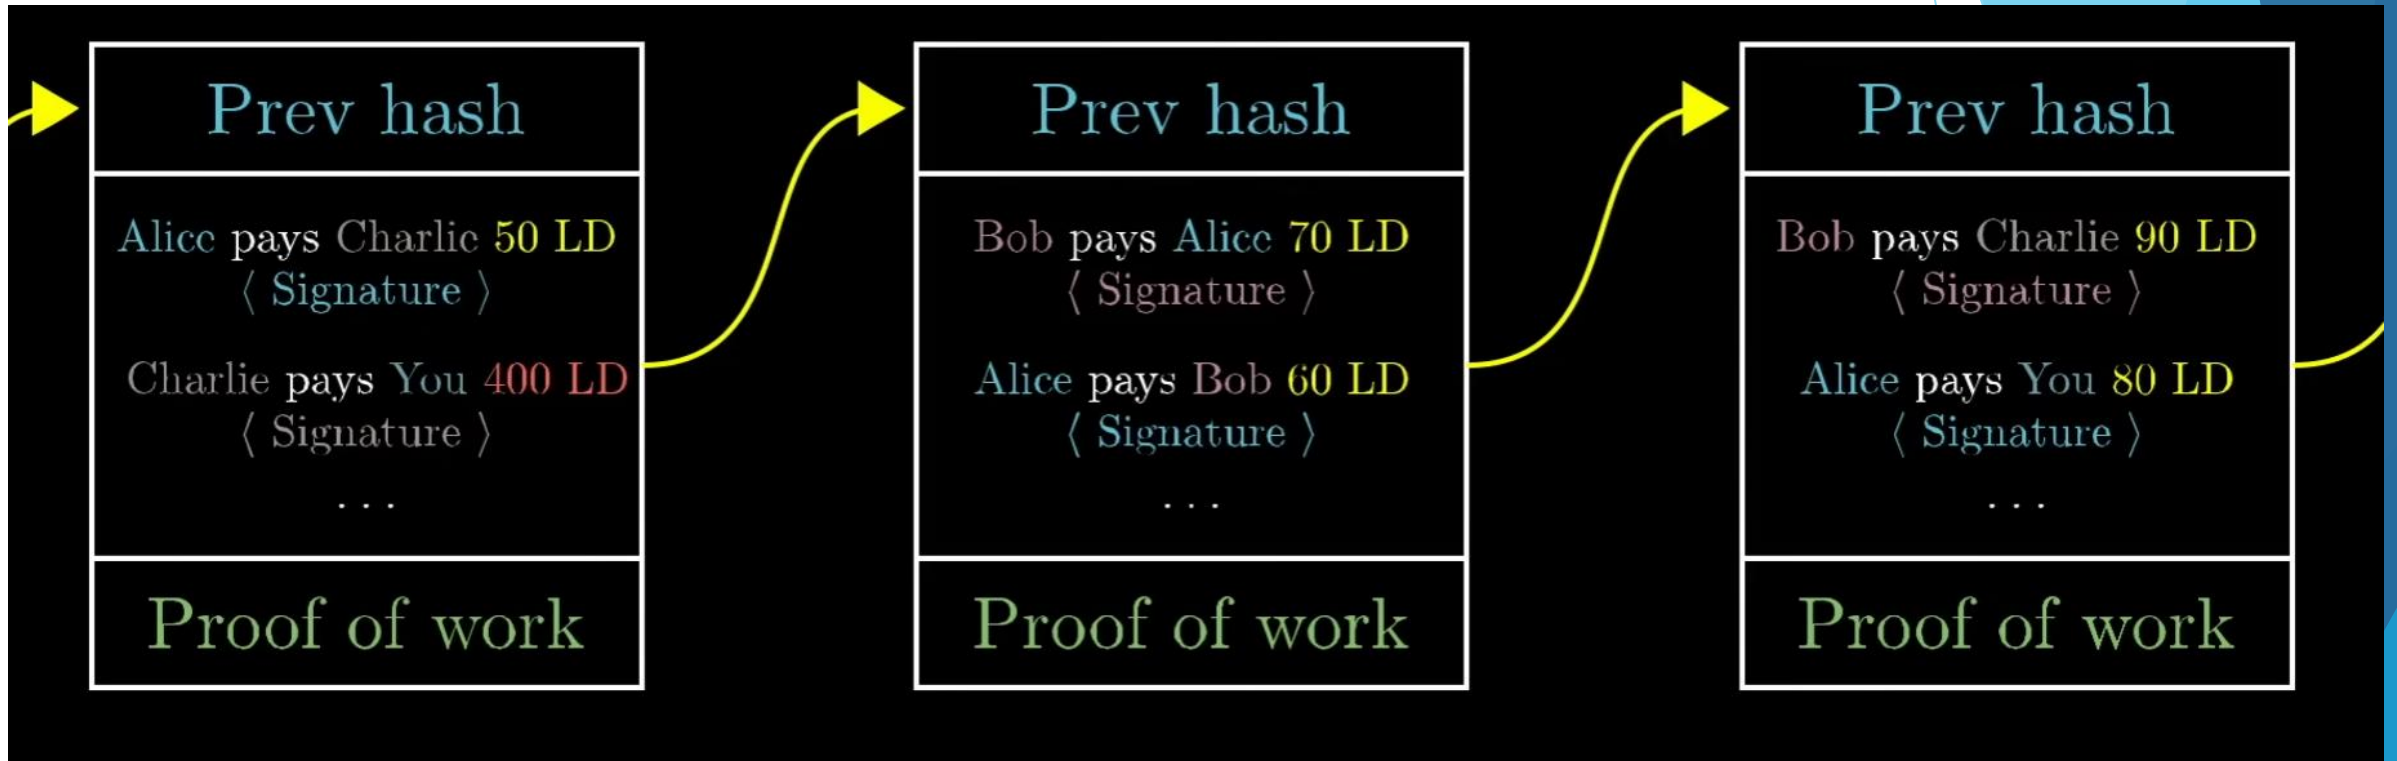 Prev hash
Alice pays Charlie 50 LD
⟨ Signature ⟩
Charlie pays You 400 LD
⟨ Signature ⟩
...
Proof of work
Prev hash
Bob pays Alice 70 LD
⟨ Signature ⟩
Alice pays Bob 60 LD
⟨ Signature ⟩
...
Proof of work
Prev hash
Bob pays Charlie 90 LD
⟨ Signature ⟩
Alice pays You 80 LD
⟨ Signature ⟩
...
Proof of work